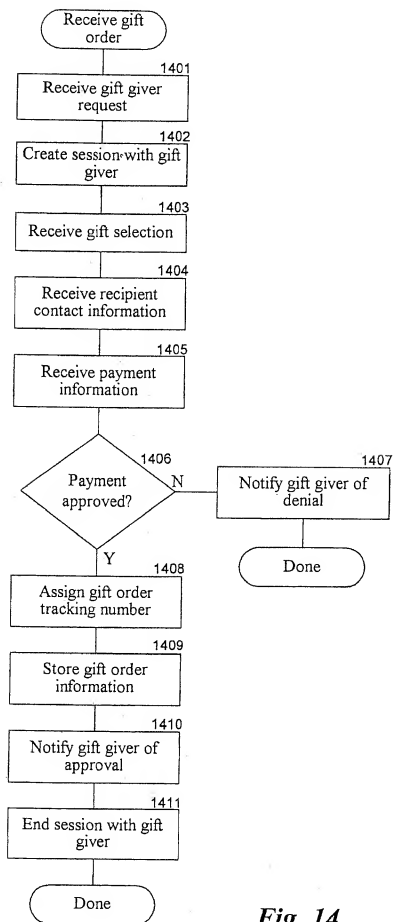 Receive gift
order
1401
Receive gift giver
request
1402
Create session with gift
giver
1403
Receive gift selection
1404
Receive recipient
contact information
1405
Receive payment
information
1406
Payment
approved?
N
1407
Notify gift giver of
denial
Done
Y
1408
Assign gift order
tracking number
1409
Store gift order
information
1410
Notify gift giver of
approval
1411
End session with gift
giver
Done
Fig. 14